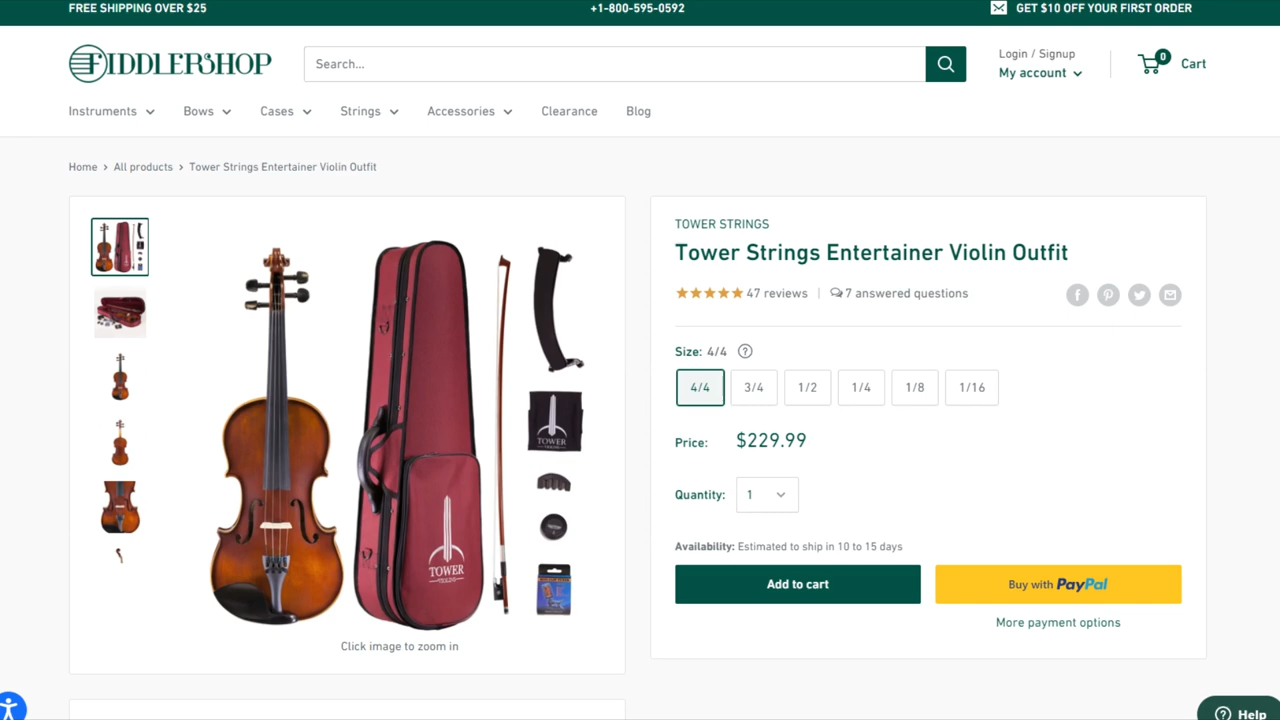 FREE SHIPPING OVER $25
+1-800-595-0592
GET $10 OFF YOUR FIRST ORDER
FIDDLERSHOP
Search...
Login / Signup
My account
0
Cart
Instruments
Bows
Cases
Strings
Accessories
Clearance
Blog
Home > All products > Tower Strings Entertainer Violin Outfit
TOWER STRINGS
Tower Strings Entertainer Violin Outfit
47 reviews
7 answered questions
Size: 4/4 ?
4/4
3/4
1/2
1/4
1/8
1/16
Price: $229.99
Quantity: 1
Availability: Estimated to ship in 10 to 15 days
Add to cart
Buy with PayPal
More payment options
TOWER
TOWER
Click image to zoom in
? Help